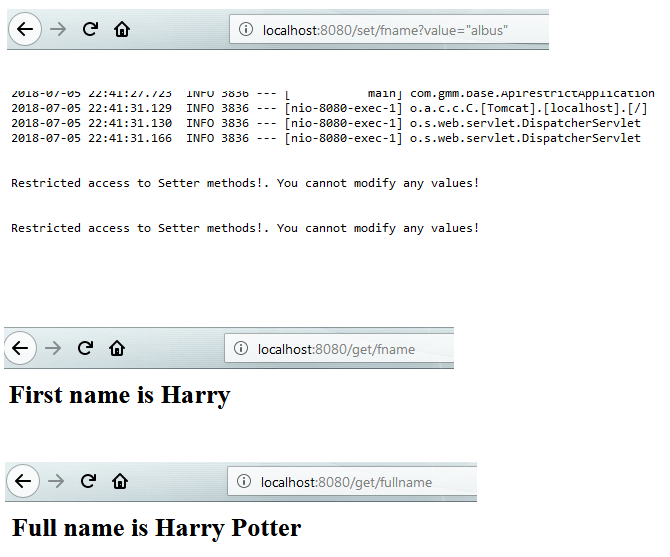 localhost:8080/set/fname?value="albus"
2018-07-05 22:41:27.723  INFO 3836 --- [           main] com.gmm.base.ApirestrictApplication
2018-07-05 22:41:31.129  INFO 3836 --- [nio-8080-exec-1] o.a.c.c.C.[Tomcat].[localhost].[/]
2018-07-05 22:41:31.130  INFO 3836 --- [nio-8080-exec-1] o.s.web.servlet.DispatcherServlet
2018-07-05 22:41:31.166  INFO 3836 --- [nio-8080-exec-1] o.s.web.servlet.DispatcherServlet
Restricted access to Setter methods!. You cannot modify any values!
Restricted access to Setter methods!. You cannot modify any values!
localhost:8080/get/fname
First name is Harry
localhost:8080/get/fullname
Full name is Harry Potter